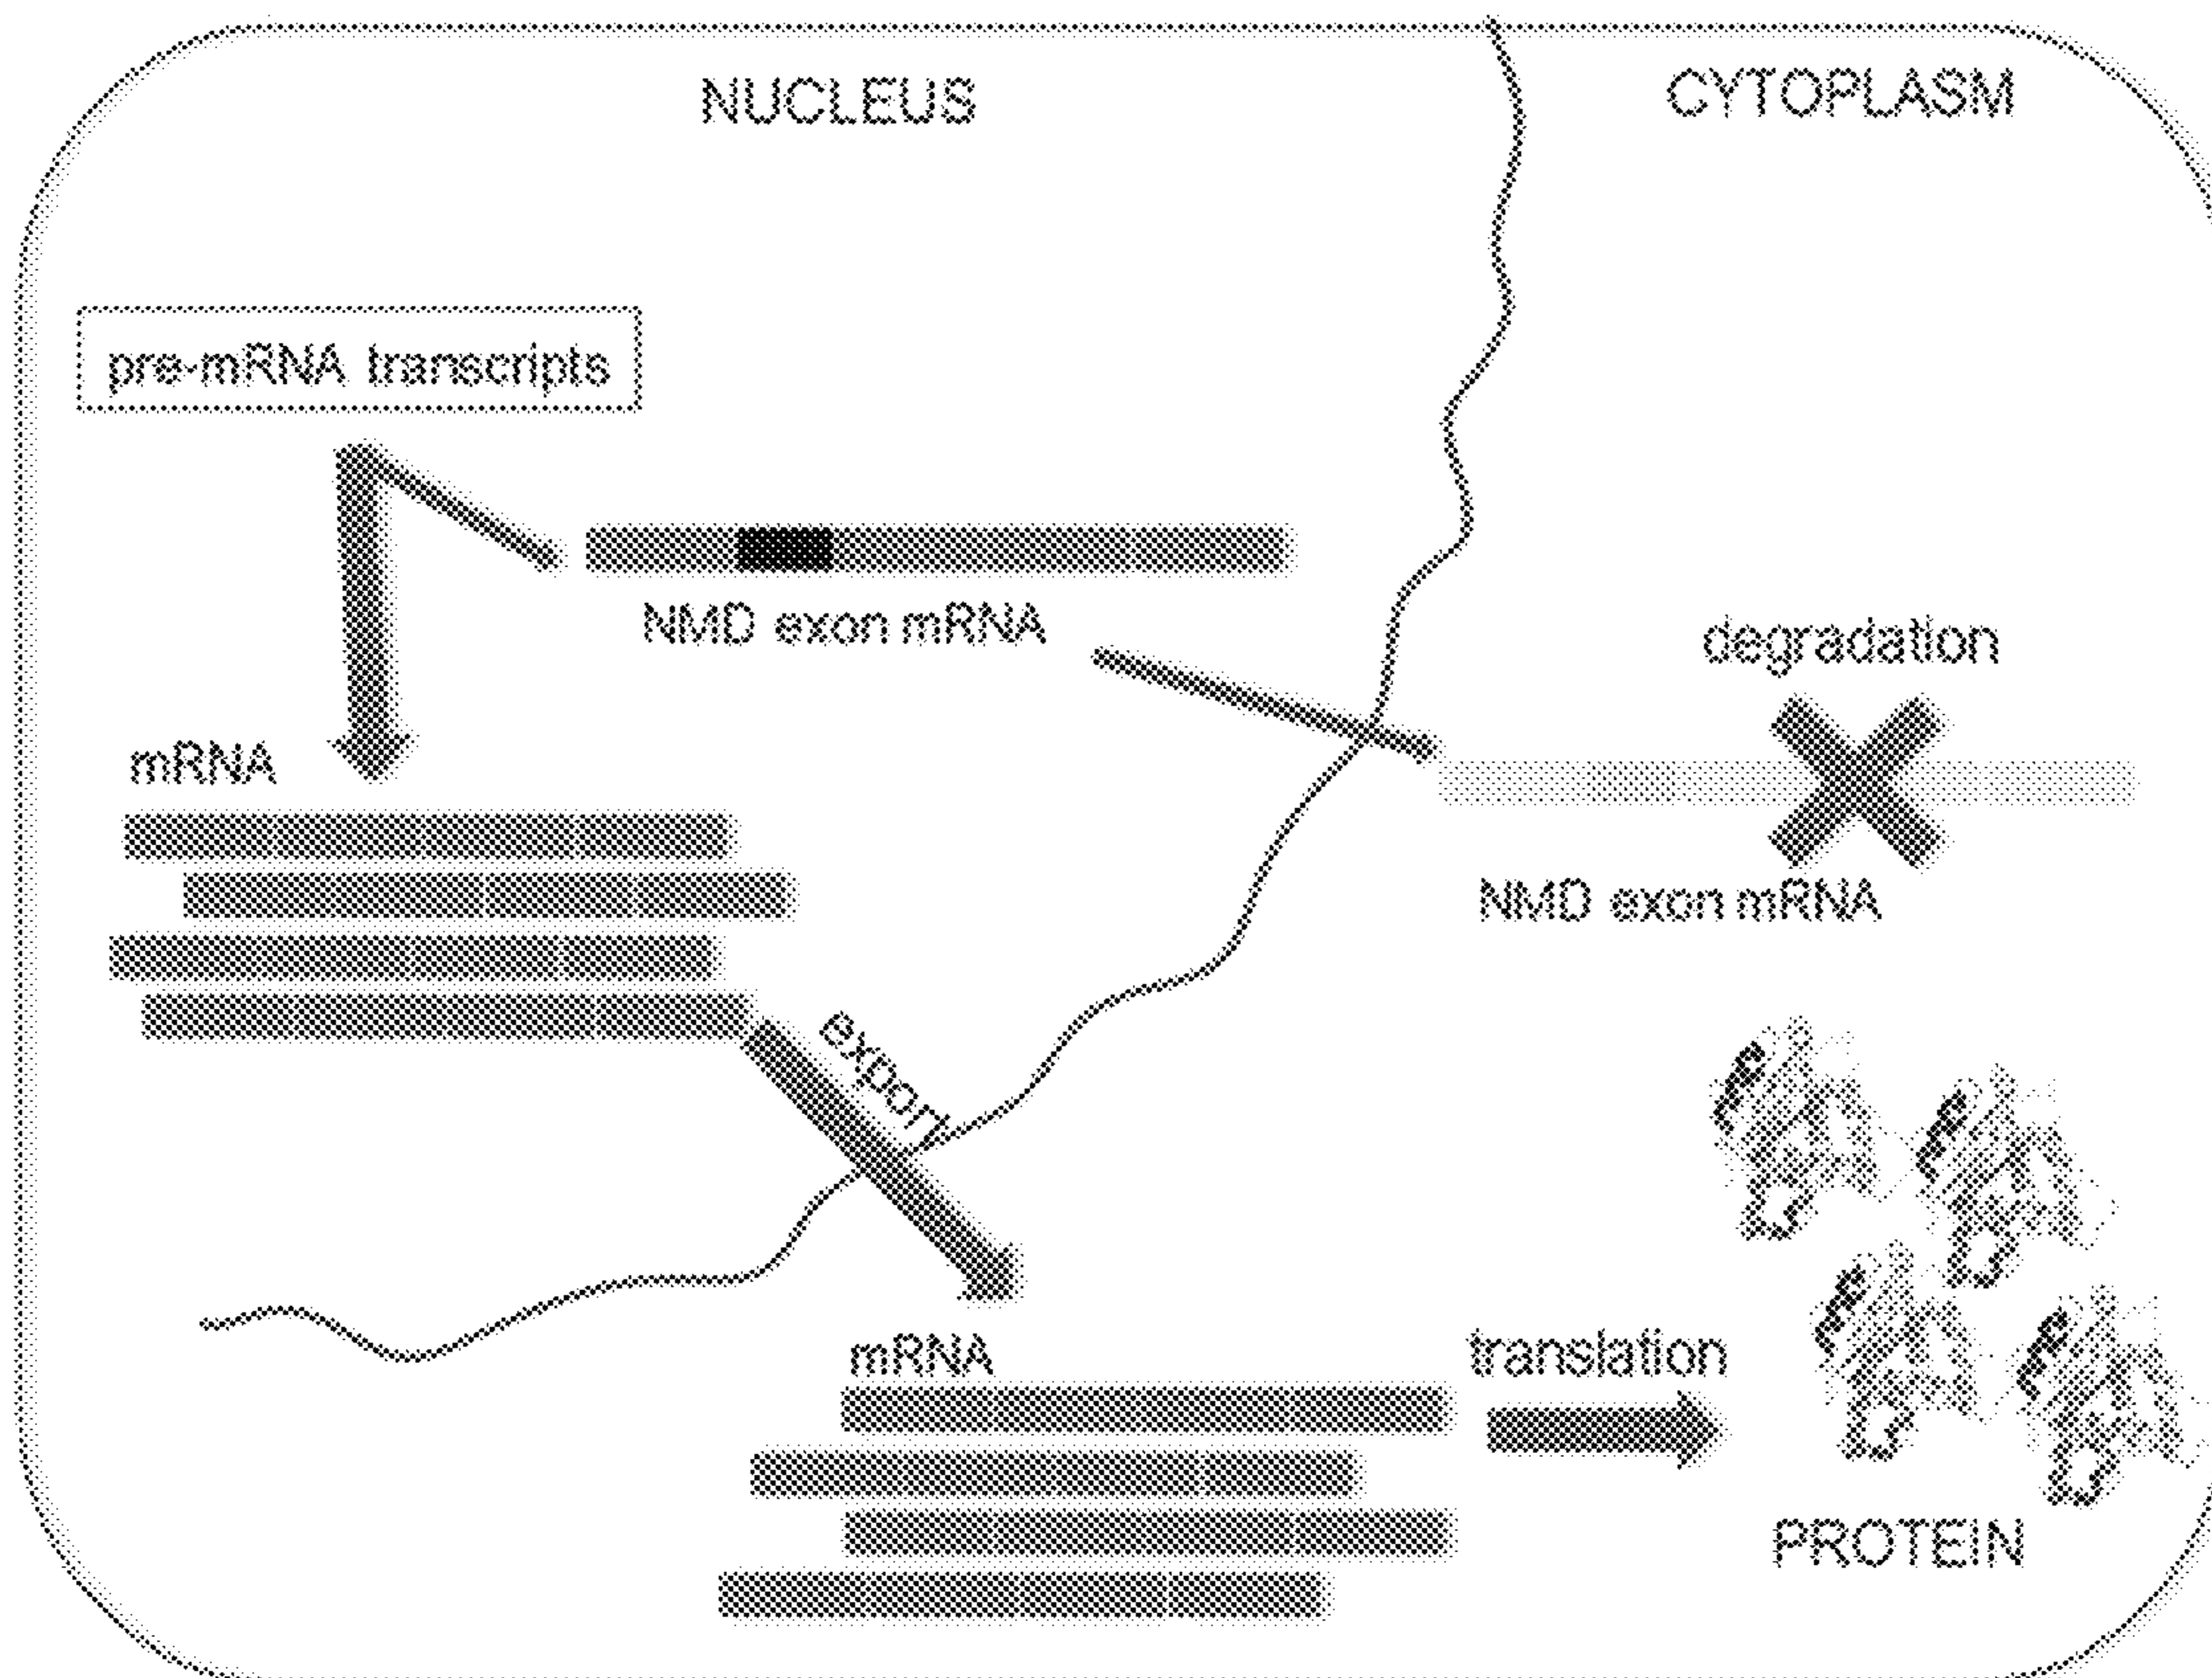 NUCLEUS
CYTOPLASM
pre-mRNA transcripts
NMD exon mRNA
degradation
mRNA
NMD exon mRNA
export
mRNA
translation
PROTEIN